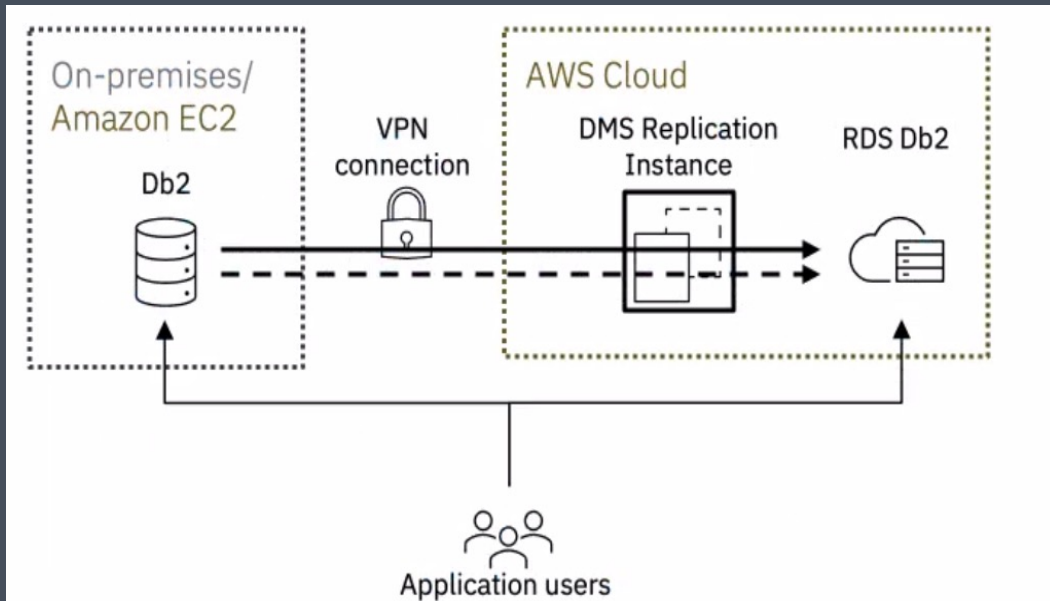 On-premises/
Amazon EC2
Db2
VPN
connection
AWS Cloud
DMS Replication
Instance
RDS Db2
Application users